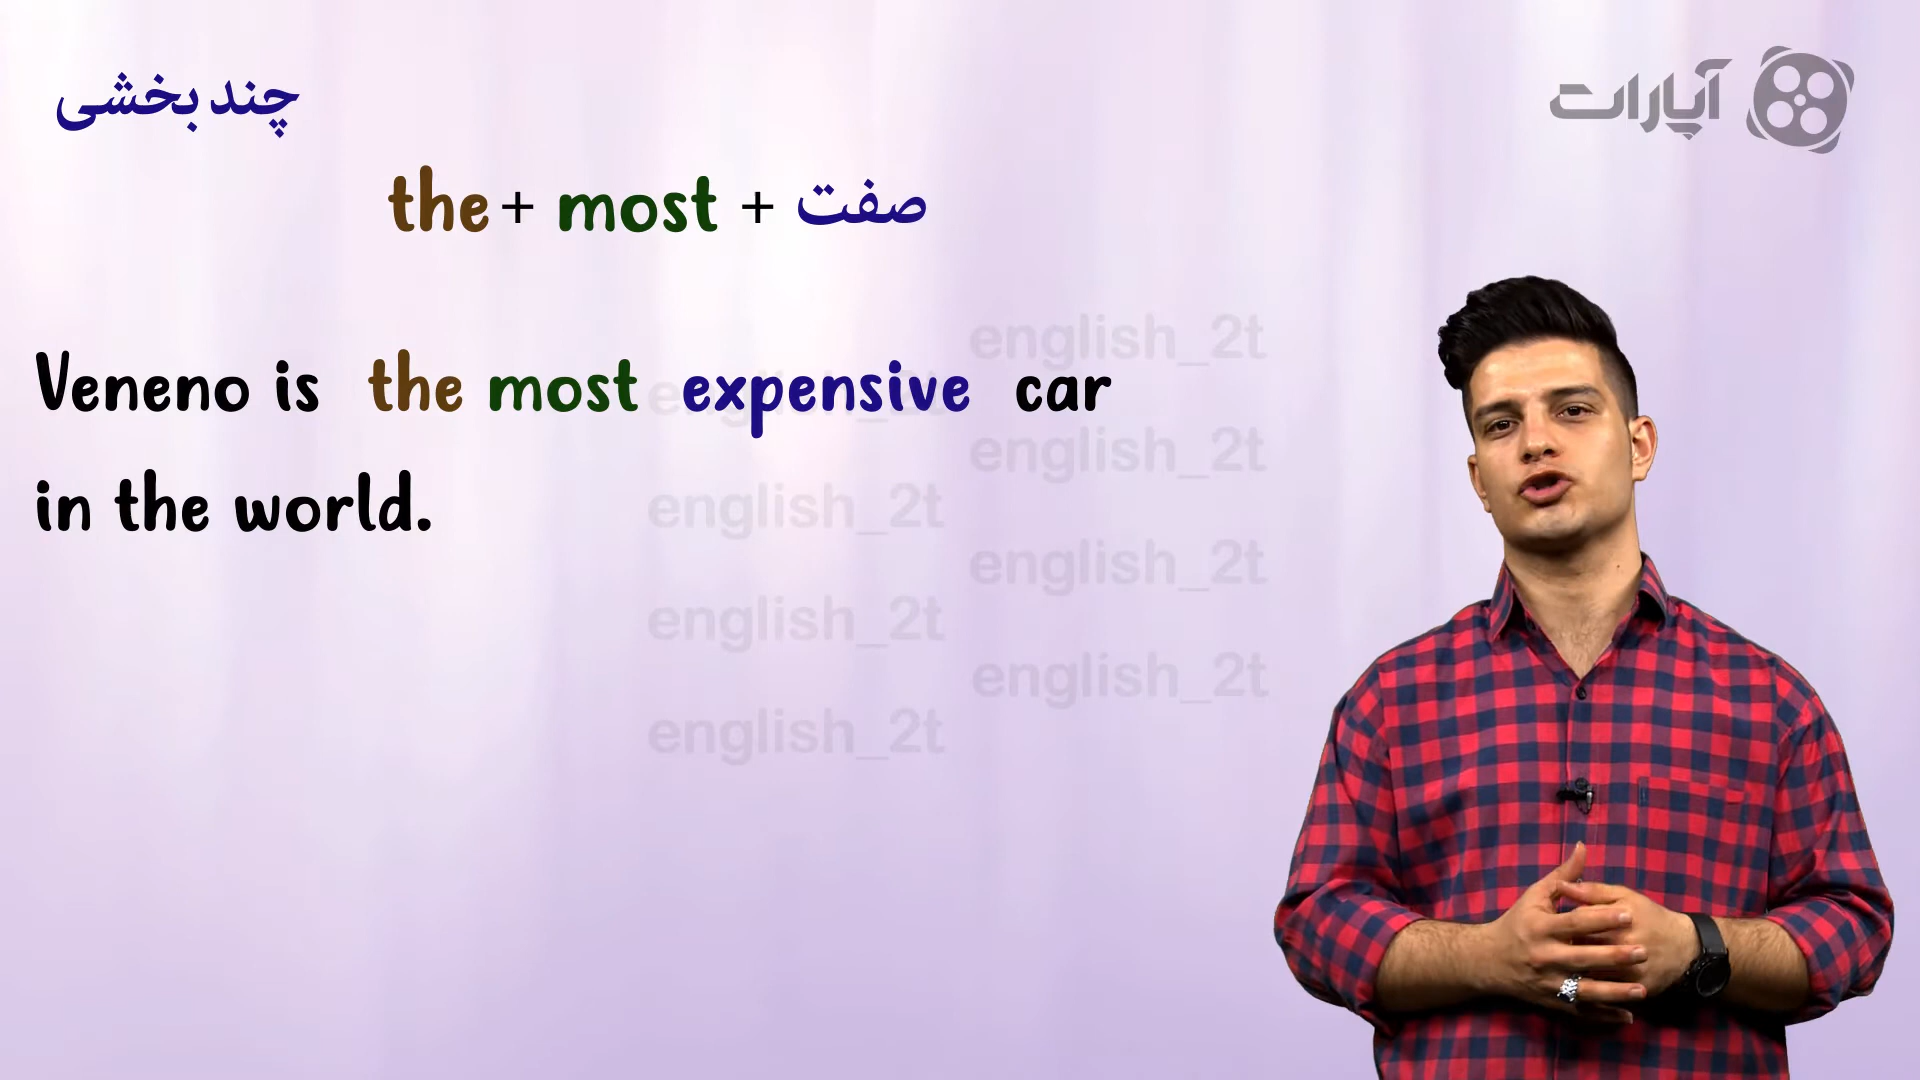 چند بخشی
آپارات
the + most + صفت
Veneno is the most expensive car
in the world.
english_2t
english_2t
english_2t
english_2t
english_2t
english_2t
english_2t
english_2t